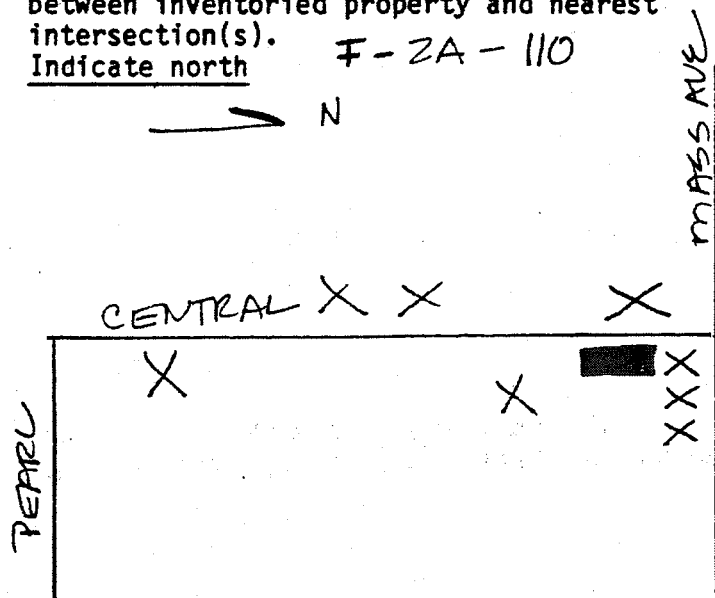 between inventoried property and nearest
intersection(s).
Indicate north
F-2A-110
N
MASS AVE
CENTRAL X X X
X X X
X
X
PEARL